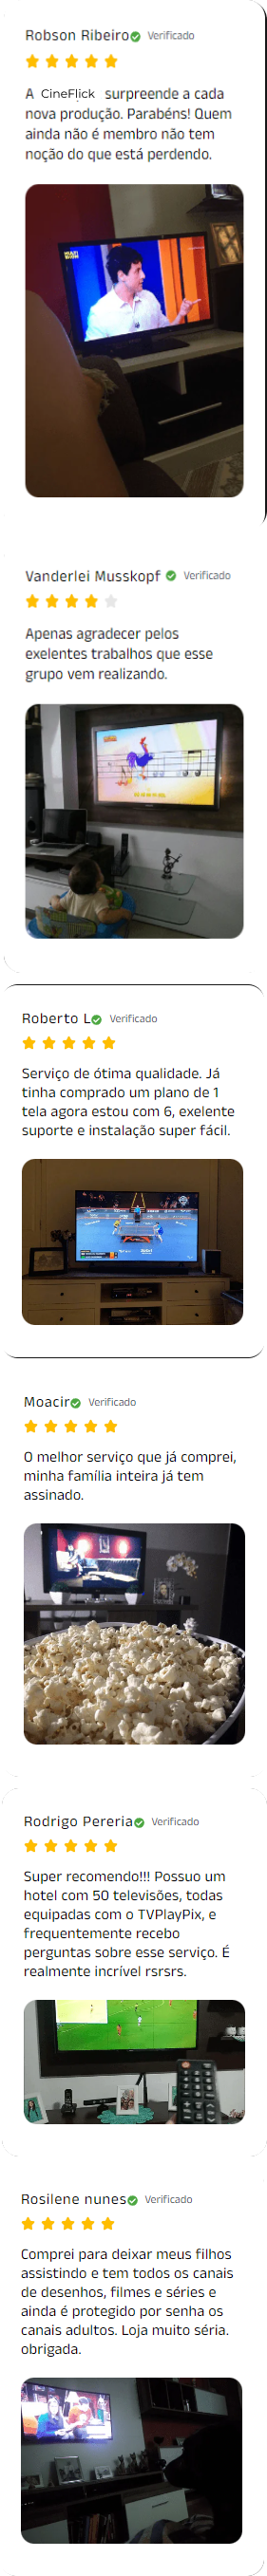 Robson Ribeiro Verificado
A CineFlick surpreende a cada
nova produção. Parabéns! Quem
ainda não é membro não tem
noção do que está perdendo.
Vanderlei Musskopf Verificado
Apenas agradecer pelos
exelentes trabalhos que esse
grupo vem realizando.
Roberto L Verificado
Serviço de ótima qualidade. Já
tinha comprado um plano de 1
tela agora estou com 6, exelente
suporte e instalação super fácil.
Moacir Verificado
O melhor serviço que já comprei,
minha família inteira já tem
assinado.
Rodrigo Pereria Verificado
Super recomendo!!! Possuo um
hotel com 50 televisões, todas
equipadas com o TVPlayPix, e
frequentemente recebo
perguntas sobre esse serviço. É
realmente incrível rsrsrs.
Rosilene nunes Verificado
Comprei para deixar meus filhos
assistindo e tem todos os canais
de desenhos, filmes e séries e
ainda é protegido por senha os
canais adultos. Loja muito séria.
obrigada.